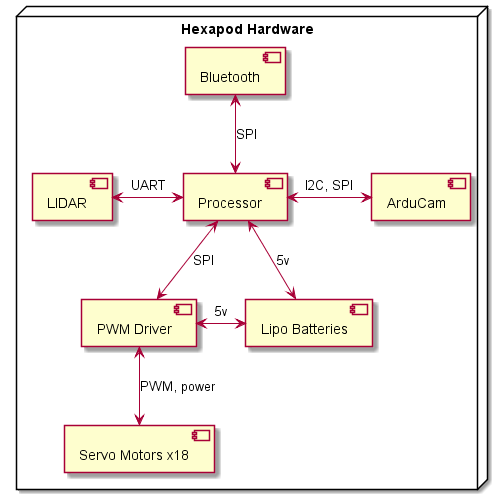 Hexapod Hardware
Bluetooth
SPI
LIDAR
UART
Processor
I2C, SPI
ArduCam
SPI
5v
PWM Driver
5v
Lipo Batteries
PWM, power
Servo Motors x18